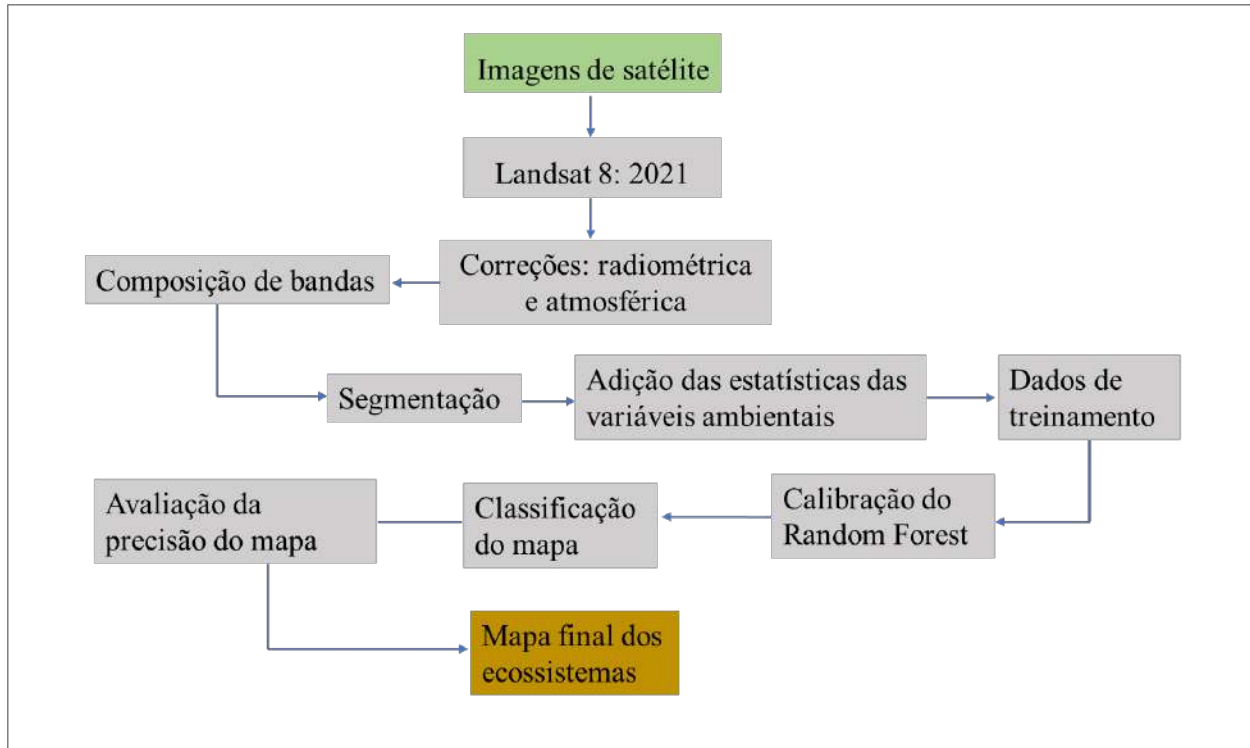 Imagens de satélite
Landsat 8: 2021
Correções: radiométrica
e atmosférica
Composição de bandas
Segmentação
Adição das estatísticas das
variáveis ambientais
Dados de
treinamento
Calibração do
Random Forest
Classificação
do mapa
Avaliação da
precisão do mapa
Mapa final dos
ecossistemas